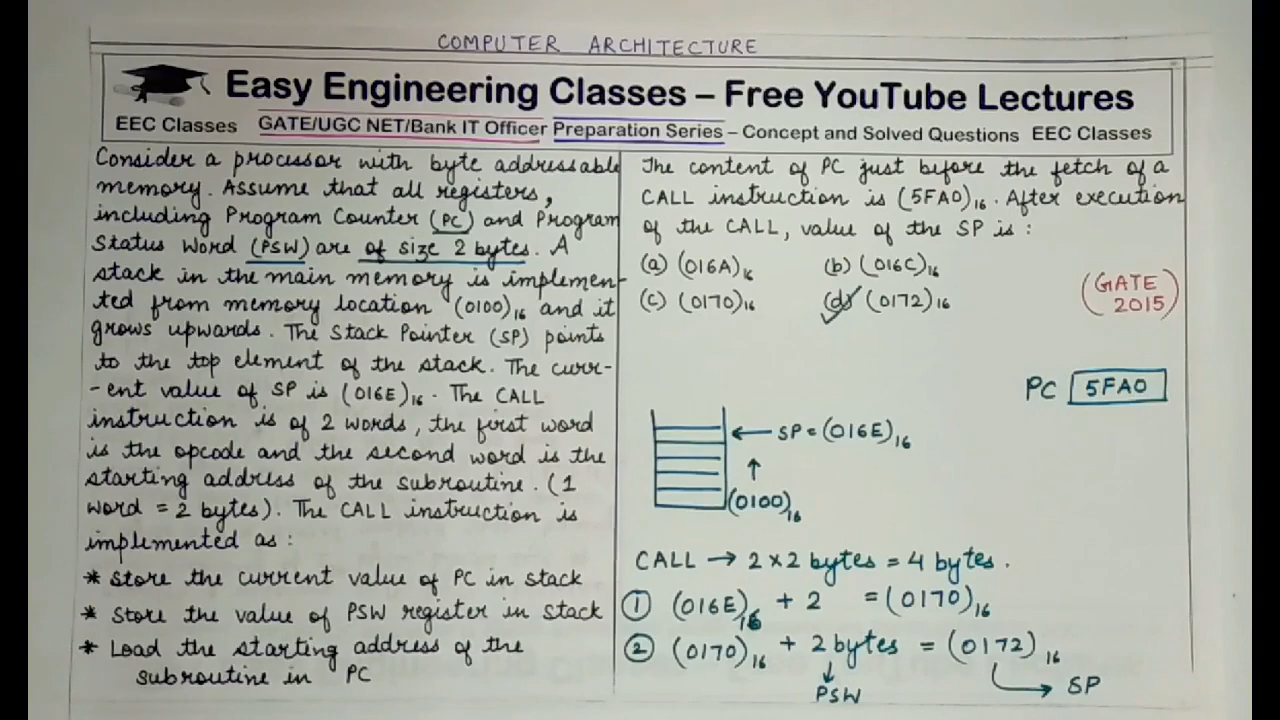 COMPUTER ARCHITECTURE
Easy Engineering Classes – Free YouTube Lectures
EEC Classes GATE/UGC NET/Bank IT Officer Preparation Series – Concept and Solved Questions EEC Classes
Consider a processor with byte addressable
memory. Assume that all registers,
including Program Counter (PC) and Program
Status Word (PSW) are of size 2 bytes. A
stack in the main memory is implemen-
ted from memory location (0100)16 and it
grows upwards. The Stack Pointer (SP) points
to the top element of the stack. The curr-
-ent value of SP is (016E)16. The CALL
instruction is of 2 words, the first word
is the opcode and the second word is the
starting address of the subroutine. (1
word = 2 bytes). The CALL instruction is
implemented as:
* Store the current value of PC in stack
* Store the value of PSW register in stack
* Load the starting address of the
subroutine in PC
The content of PC just before the fetch of a
CALL instruction is (5FA0)16. After execution
of the CALL, value of the SP is:
(a) (016A)16 (b) (016C)16
(c) (0170)16 (d) (0172)16
(GATE
2015)
PC 5FA0
← SP = (016E)16
↑
(0100)16
CALL → 2×2 bytes = 4 bytes.
① (016E)16 + 2 = (0170)16
② (0170)16 + 2 bytes = (0172)16
↓
PSW
→ SP